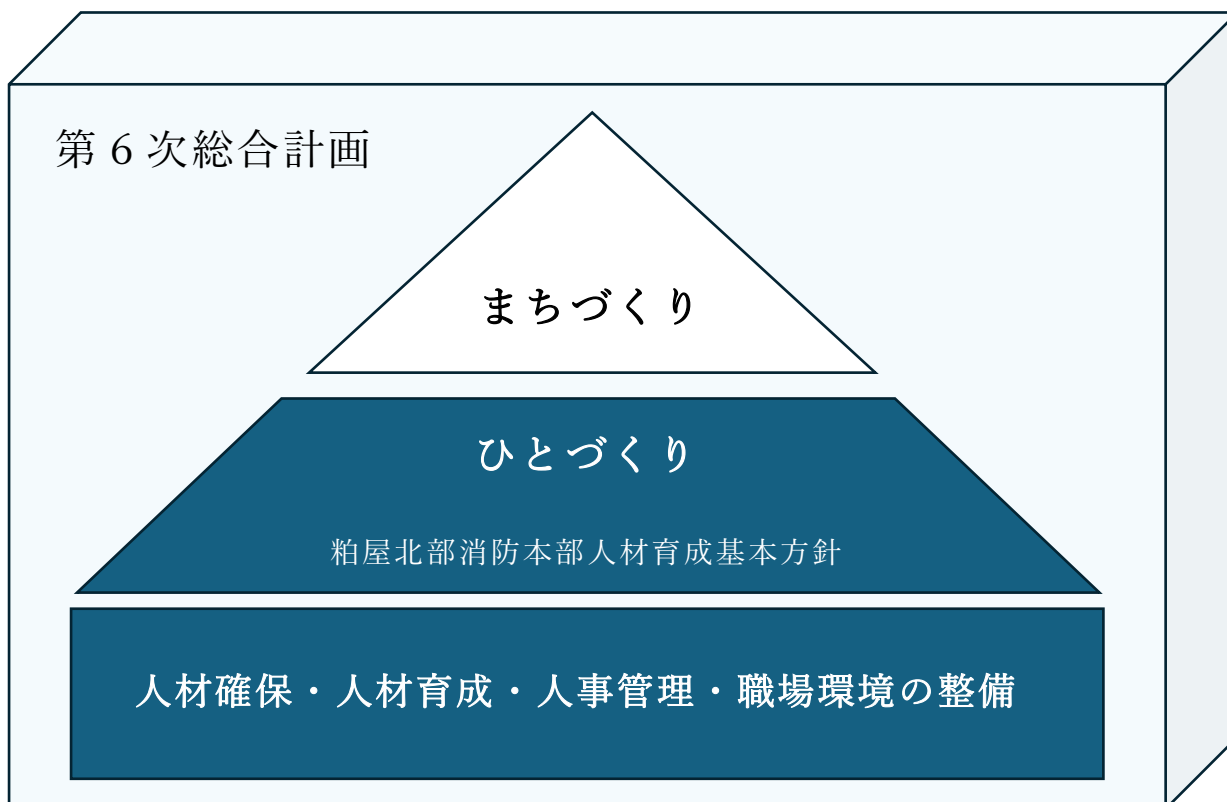 第６次総合計画
まちづくり
ひとづくり
粕屋北部消防本部人材育成基本方針
人材確保・人材育成・人事管理・職場環境の整備